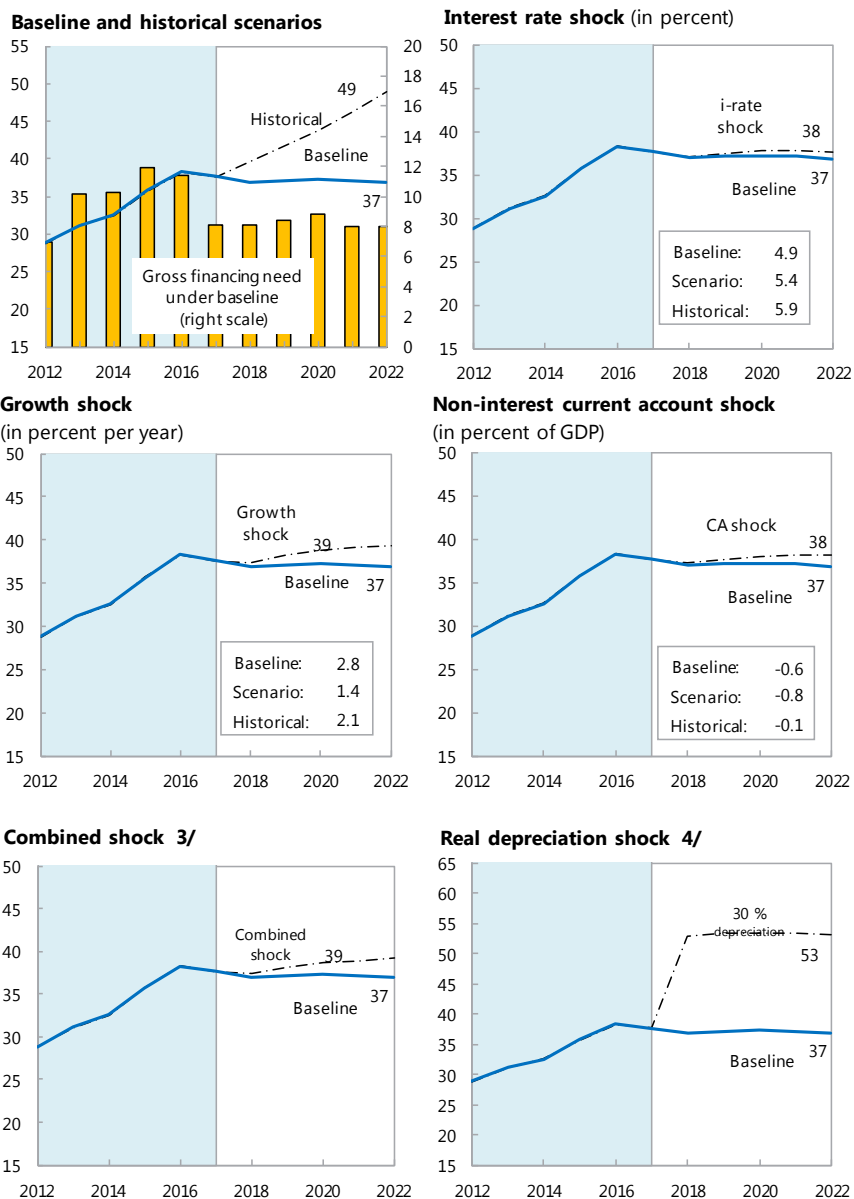 Baseline and historical scenarios
55
50
45
40
35
30
25
20
15
20
18
16
14
12
10
8
6
4
2
0
49
Historical
Baseline
37
Gross financing need
under baseline
(right scale)
2012 2014 2016 2018 2020 2022
Interest rate shock (in percent)
50
45
40
35
30
25
20
15
i-rate
shock
38
Baseline
37
Baseline: 4.9
Scenario: 5.4
Historical: 5.9
2012 2014 2016 2018 2020 2022
Growth shock
(in percent per year)
50
45
40
35
30
25
20
15
Growth
shock
39
Baseline
37
Baseline: 2.8
Scenario: 1.4
Historical: 2.1
2012 2014 2016 2018 2020 2022
Non-interest current account shock
(in percent of GDP)
50
45
40
35
30
25
20
15
CA shock
38
Baseline
37
Baseline: -0.6
Scenario: -0.8
Historical: -0.1
2012 2014 2016 2018 2020 2022
Combined shock 3/
50
45
40
35
30
25
20
15
Combined
shock
39
37
Baseline
2012 2014 2016 2018 2020 2022
Real depreciation shock 4/
65
60
55
50
45
40
35
30
25
20
15
30 %
depreciation
53
37
Baseline
2012 2014 2016 2018 2020 2022